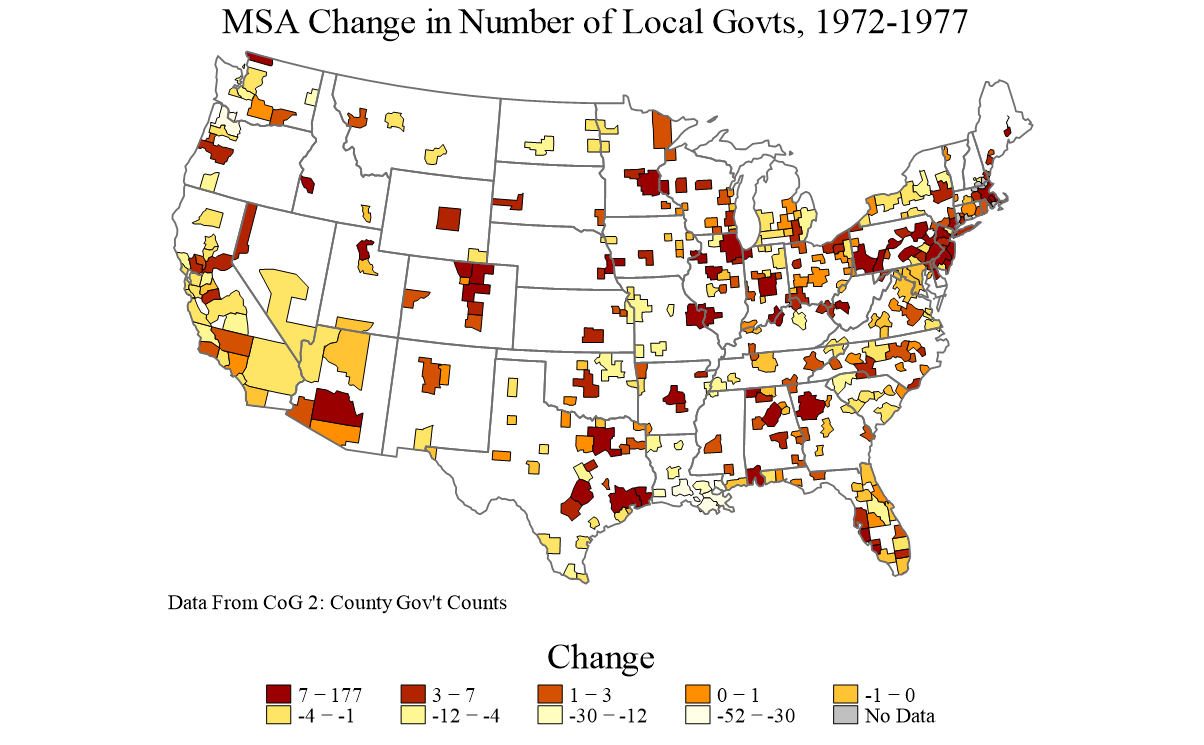 MSA Change in Number of Local Govts, 1972-1977
Data From CoG 2: County Gov't Counts
Change
7 − 177 3 − 7 1 − 3 0 − 1 -1 − 0
-4 − -1 -12 − -4 -30 − -12 -52 − -30 No Data